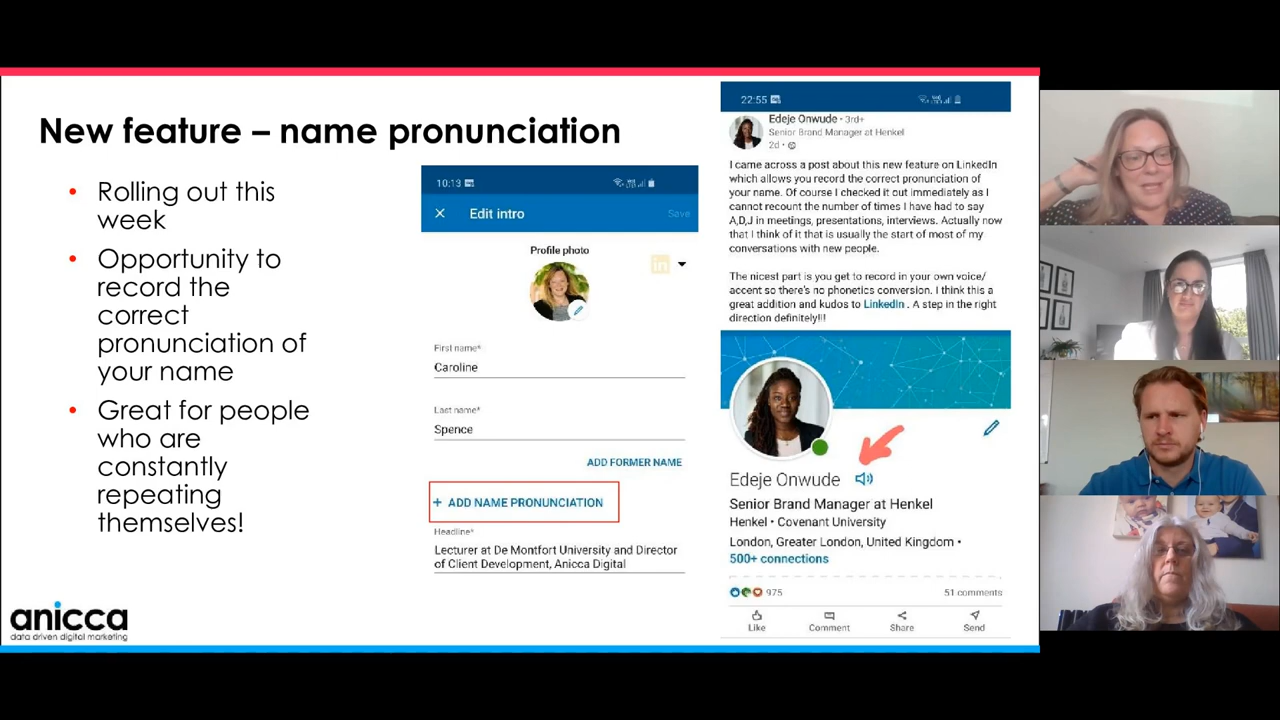 New feature – name pronunciation
• Rolling out this
week
• Opportunity to
record the
correct
pronunciation of
your name
• Great for people
who are
constantly
repeating
themselves!
anicca
data driven digital marketing
10:13
Edit intro
Save
Profile photo
in
First name*
Caroline
Last name*
Spence
ADD FORMER NAME
+ ADD NAME PRONUNCIATION
Headline*
Lecturer at De Montfort University and Director
of Client Development, Anicca Digital
22:55
Edeje Onwude • 3rd+
Senior Brand Manager at Henkel
2d •
I came across a post about this new feature on LinkedIn
which allows you record the correct pronunciation of
your name. Of course I checked it out immediately as I
cannot recount the number of times I have had to say
A,D,J in meetings, presentations, interviews. Actually now
that I think of it that is usually the start of most of my
conversations with new people.
The nicest part is you get to record in your own voice/
accent so there's no phonetics conversion. I think this a
great addition and kudos to LinkedIn . A step in the right
direction definitely!!!
Edeje Onwude
Senior Brand Manager at Henkel
Henkel • Covenant University
London, Greater London, United Kingdom •
500+ connections
975
51 comments
Like
Comment
Share
Send